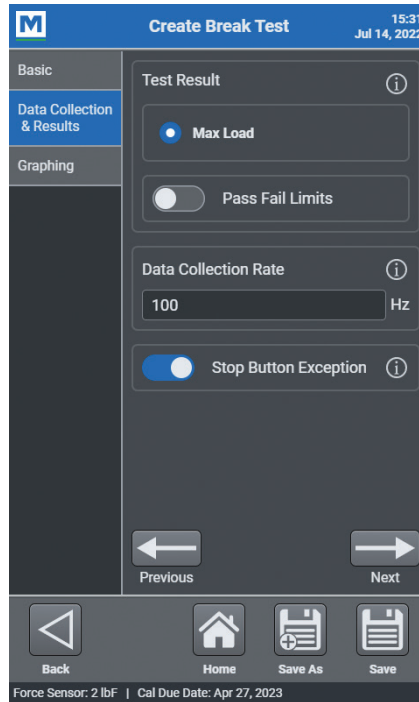 M
Create Break Test
15:31
Jul 14, 2022
Basic
Data Collection
& Results
Graphing
Test Result
Max Load
Pass Fail Limits
Data Collection Rate
100
Hz
Stop Button Exception
Previous
Next
Back
Home
Save As
Save
Force Sensor: 2 lbF | Cal Due Date: Apr 27, 2023